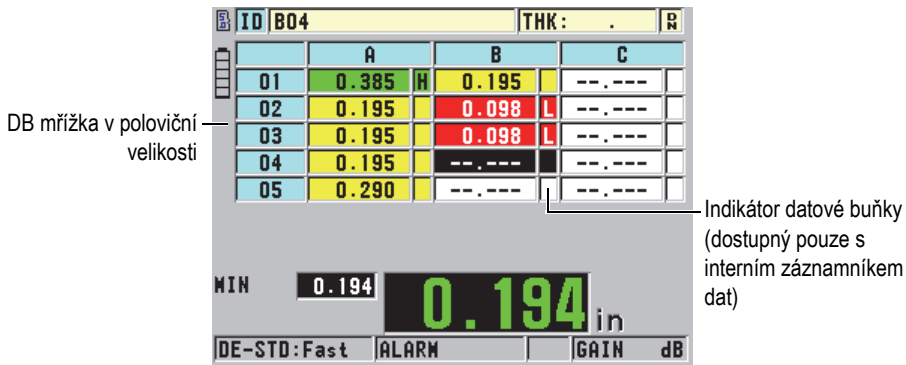 ID B04 THK: .
A B C
01 0.385 H 0.195 --.---
02 0.195 0.098 L --.---
03 0.195 0.098 L --.---
04 0.195 --.--- --.---
05 0.290 --.--- --.---
DB mřížka v poloviční
velikosti
Indikátor datové buňky
(dostupný pouze s
interním záznamníkem
dat)
MIN 0.194 0.194 in
DE-STD:Fast ALARM GAIN dB